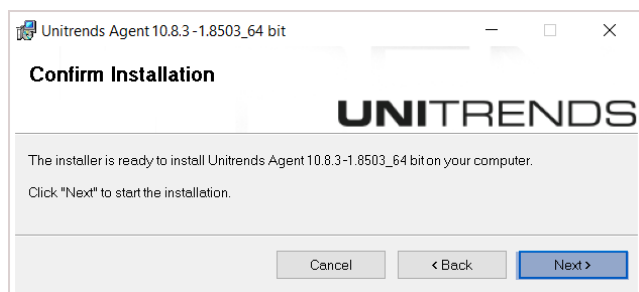 Unitrends Agent 10.8.3 -1.8503_64 bit
Confirm Installation
UNITRENDS
The installer is ready to install Unitrends Agent 10.8.3-1.8503_64 bit on your computer.
Click "Next" to start the installation.
Cancel
< Back
Next >